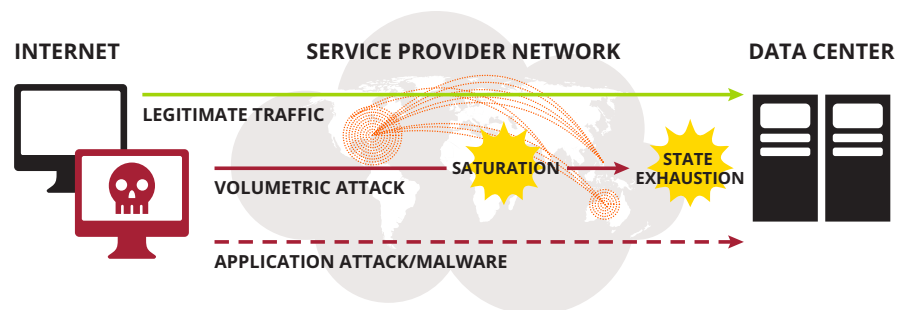 INTERNET
SERVICE PROVIDER NETWORK
DATA CENTER
LEGITIMATE TRAFFIC
SATURATION
STATE
EXHAUSTION
VOLUMETRIC ATTACK
APPLICATION ATTACK/MALWARE